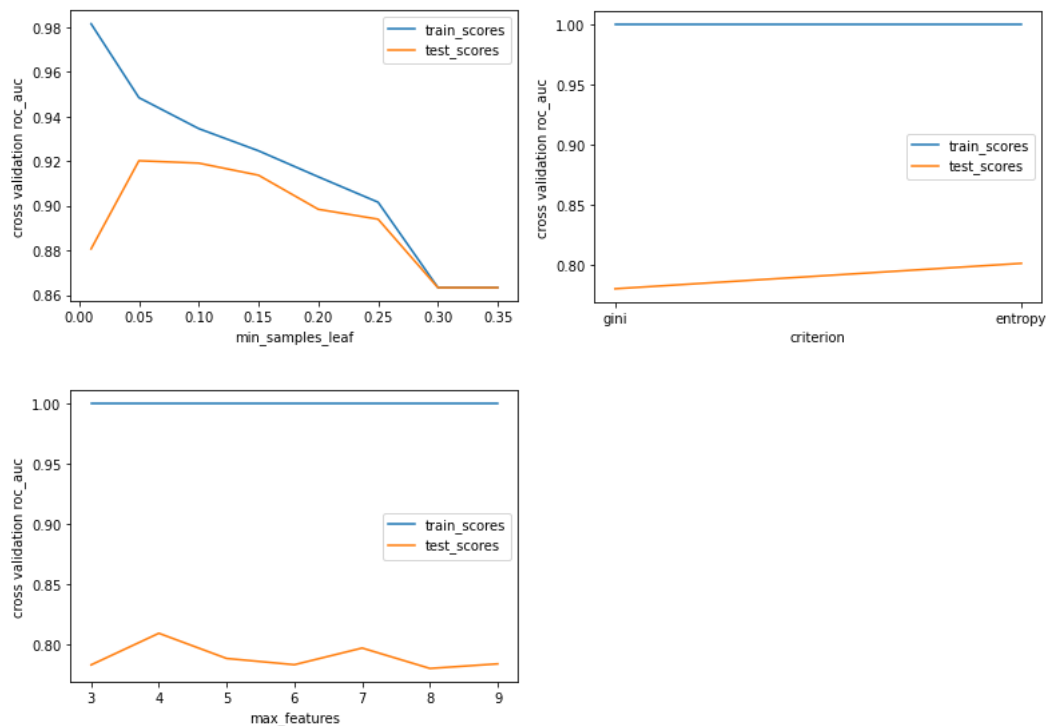 0.98
0.96
0.94
0.92
0.90
0.88
0.86
cross validation roc_auc
train_scores
test_scores
0.00 0.05 0.10 0.15 0.20 0.25 0.30 0.35
min_samples_leaf
1.00
0.95
0.90
0.85
0.80
cross validation roc_auc
train_scores
test_scores
gini entropy
criterion
1.00
0.95
0.90
0.85
0.80
cross validation roc_auc
train_scores
test_scores
3 4 5 6 7 8 9
max_features